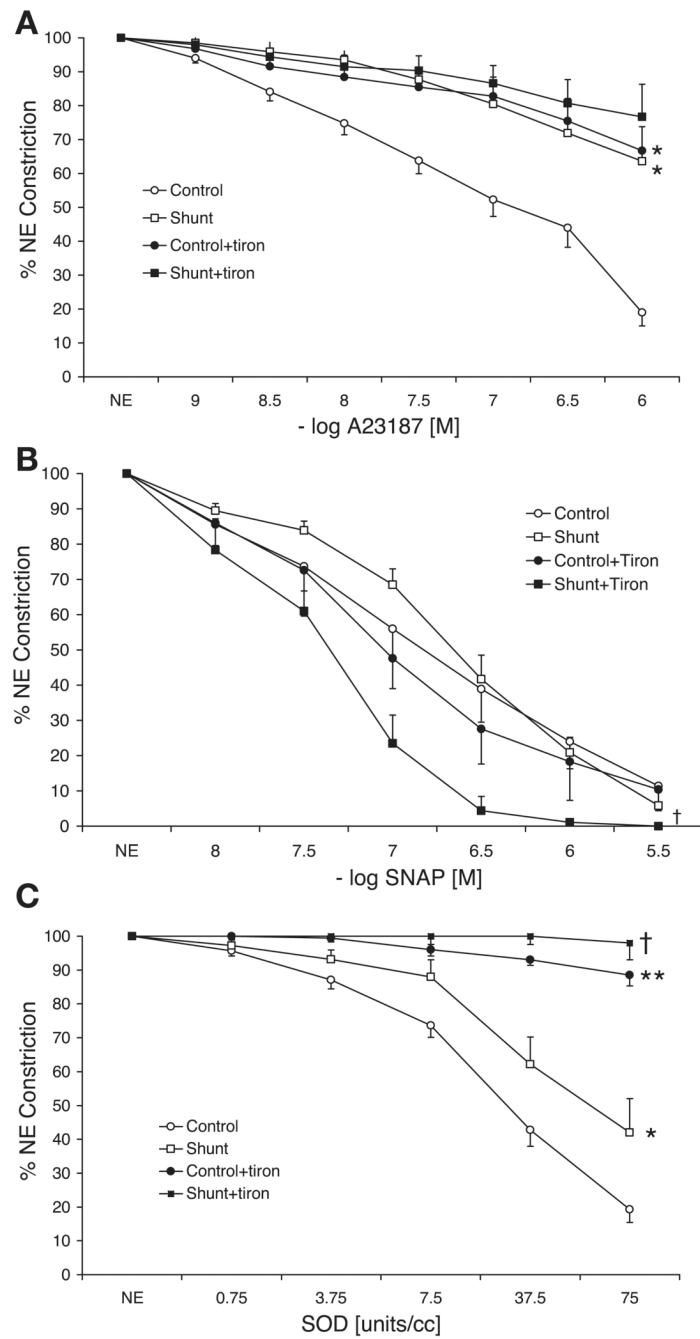 A
100
90
80
70
60
50
40
30
20
10
0
% NE Constriction
Control
Shunt
Control+tiron
Shunt+tiron
*
*
NE 9 8.5 8 7.5 7 6.5 6
- log A23187 [M]
B
100
90
80
70
60
50
40
30
20
10
0
% NE Constriction
Control
Shunt
Control+Tiron
Shunt+Tiron
†
NE 8 7.5 7 6.5 6 5.5
- log SNAP [M]
C
100
90
80
70
60
50
40
30
20
10
0
% NE Constriction
†
**
*
Control
Shunt
Control+tiron
Shunt+tiron
NE 0.75 3.75 7.5 37.5 75
SOD [units/cc]